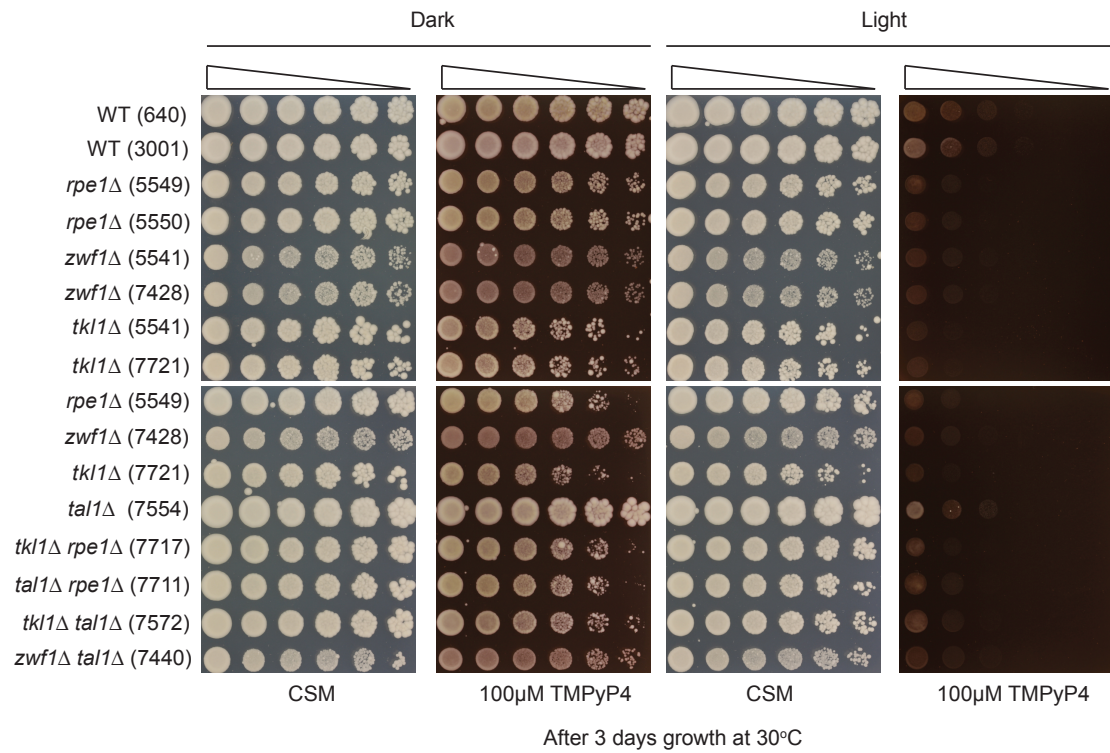 Dark Light
WT (640)
WT (3001)
rpe1Δ (5549)
rpe1Δ (5550)
zwf1Δ (5541)
zwf1Δ (7428)
tkl1Δ (5541)
tkl1Δ (7721)
rpe1Δ (5549)
zwf1Δ (7428)
tkl1Δ (7721)
tal1Δ (7554)
tkl1Δ rpe1Δ (7717)
tal1Δ rpe1Δ (7711)
tkl1Δ tal1Δ (7572)
zwf1Δ tal1Δ (7440)
CSM 100µM TMPyP4 CSM 100µM TMPyP4
After 3 days growth at 30°C